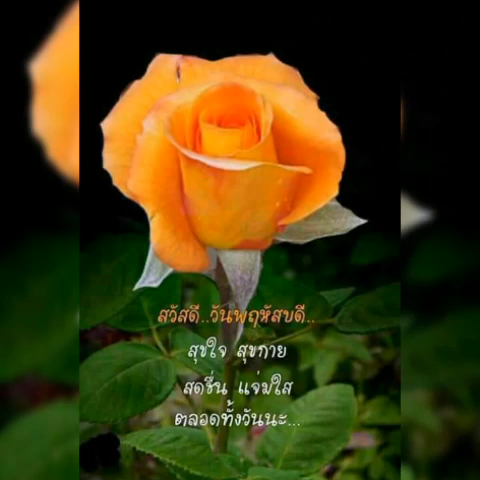 สวัสดี..วันพฤหัสบดี..
สุขใจ สุขกาย
สดชื่น แจ่มใส
ตลอดทั้งวันนะ...